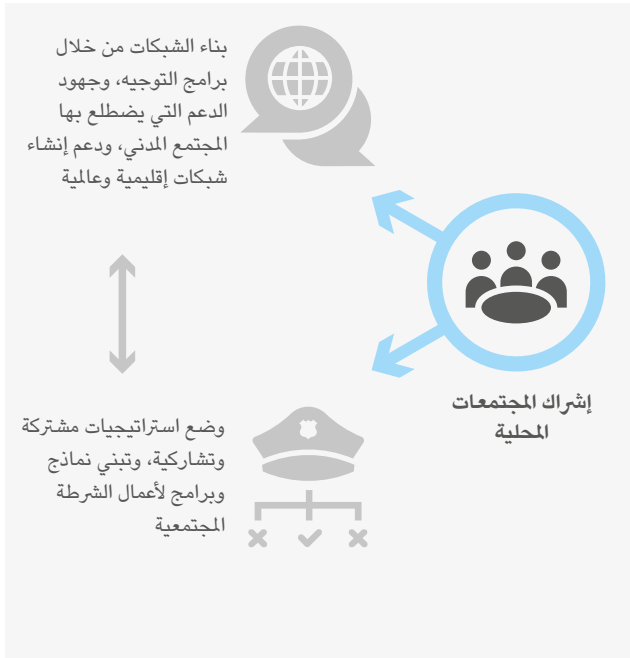 بناء الشبكات من خلال
برامج التوجيه، وجهود
الدعم التي يضطلع بها
المجتمع المدني، ودعم إنشاء
شبكات إقليمية وعالمية
إشراك المجتمعات
المحلية
وضع استراتيجيات مشتركة
وتشاركية، وتبني نماذج
وبرامج لأعمال الشرطة
المجتمعية